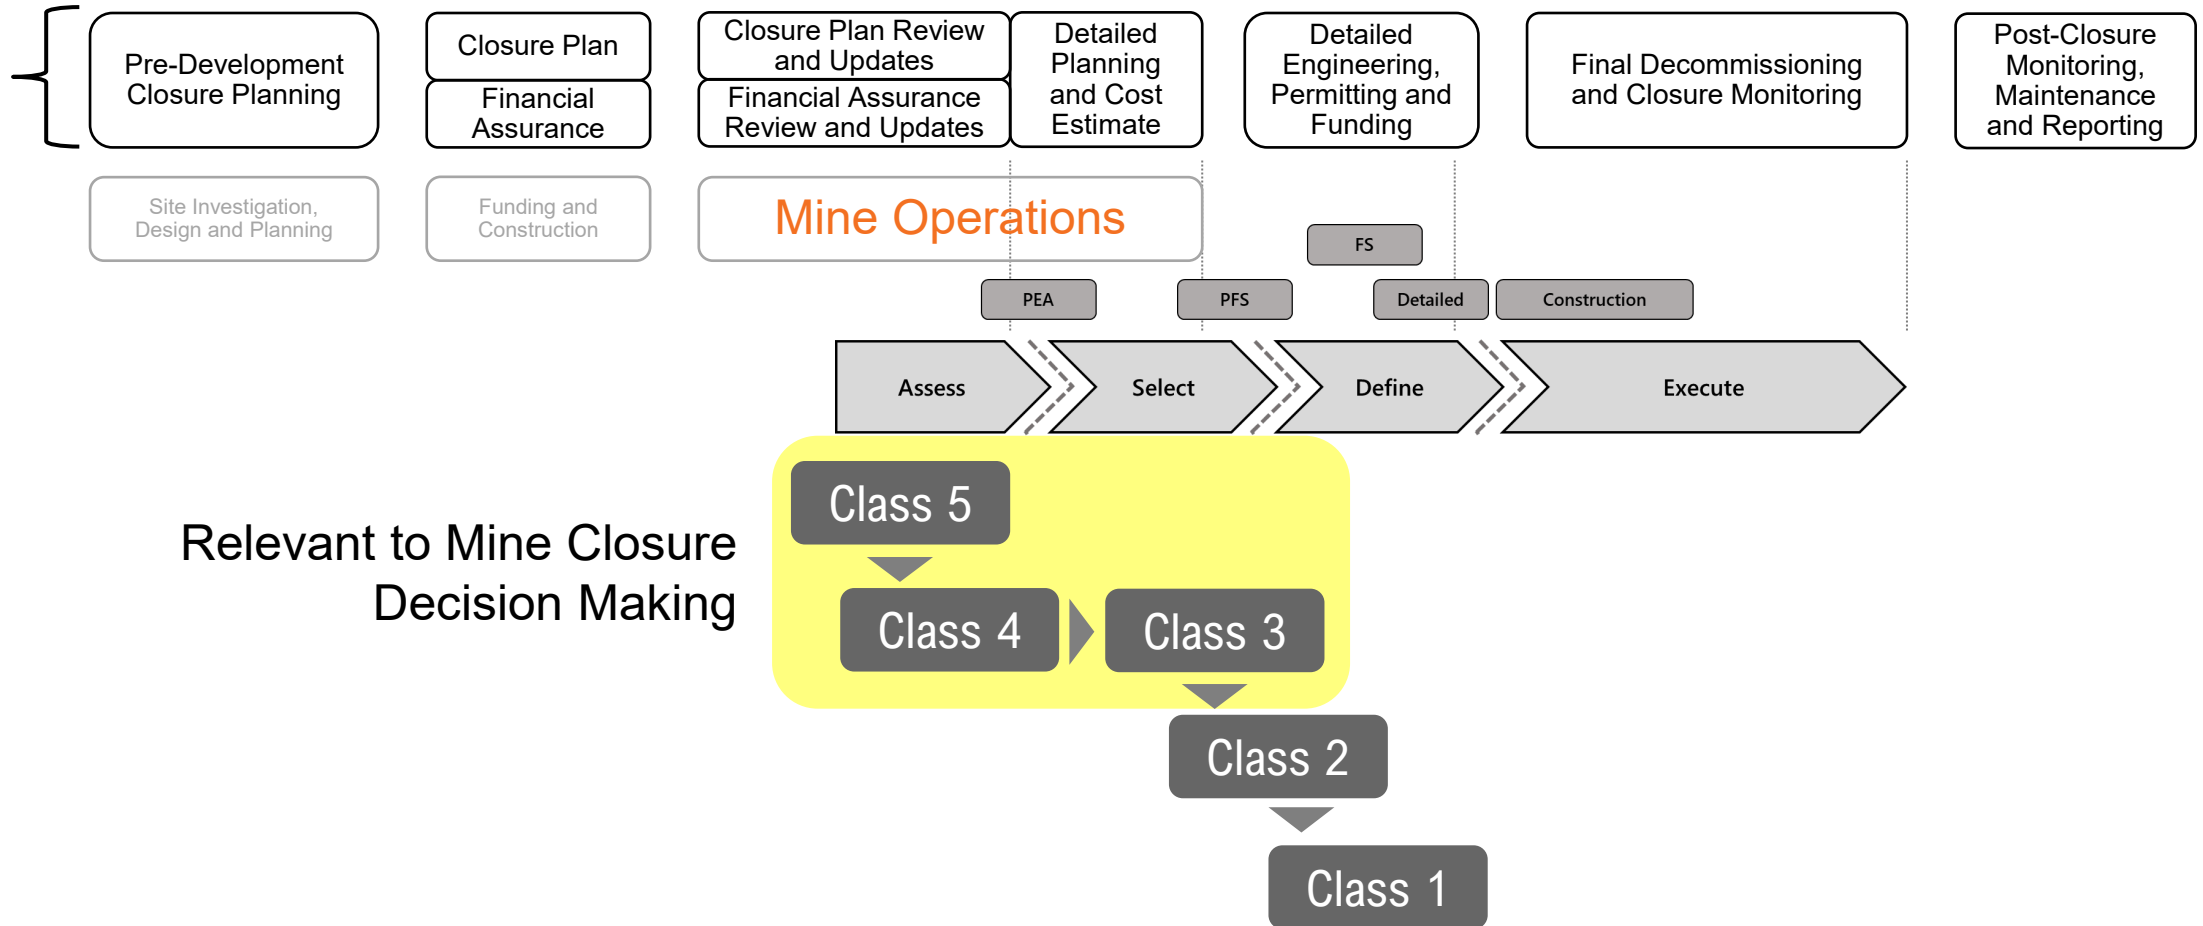 Pre-Development
Closure Planning
Closure Plan
Financial
Assurance
Closure Plan Review
and Updates
Financial Assurance
Review and Updates
Detailed
Planning
and Cost
Estimate
Detailed
Engineering,
Permitting and
Funding
Final Decommissioning
and Closure Monitoring
Post-Closure
Monitoring,
Maintenance
and Reporting
Site Investigation,
Design and Planning
Funding and
Construction
Mine Operations
FS
PEA
PFS
Detailed
Construction
Assess
Select
Define
Execute
Relevant to Mine Closure
Decision Making
Class 5
Class 4
Class 3
Class 2
Class 1